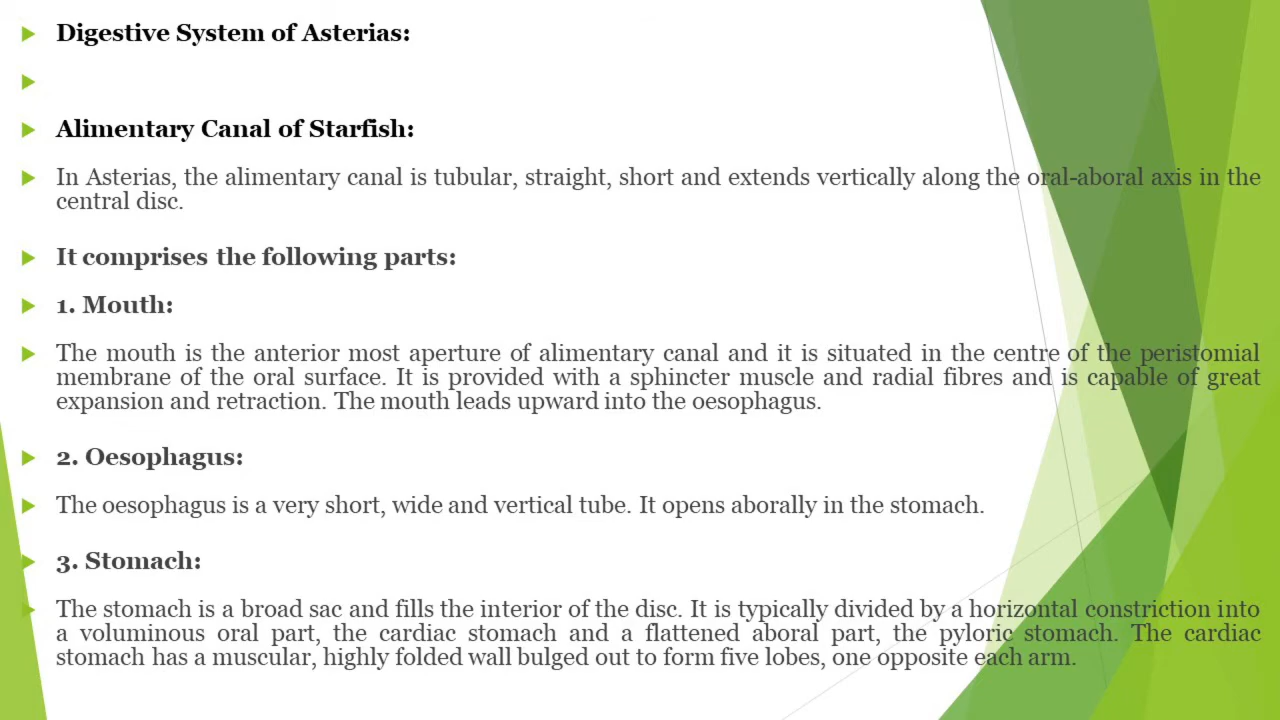 Digestive System of Asterias:
Alimentary Canal of Starfish:
In Asterias, the alimentary canal is tubular, straight, short and extends vertically along the oral-aboral axis in the
central disc.
It comprises the following parts:
1. Mouth:
The mouth is the anterior most aperture of alimentary canal and it is situated in the centre of the peristomial
membrane of the oral surface. It is provided with a sphincter muscle and radial fibres and is capable of great
expansion and retraction. The mouth leads upward into the oesophagus.
2. Oesophagus:
The oesophagus is a very short, wide and vertical tube. It opens aborally in the stomach.
3. Stomach:
The stomach is a broad sac and fills the interior of the disc. It is typically divided by a horizontal constriction into
a voluminous oral part, the cardiac stomach and a flattened aboral part, the pyloric stomach. The cardiac
stomach has a muscular, highly folded wall bulged out to form five lobes, one opposite each arm.